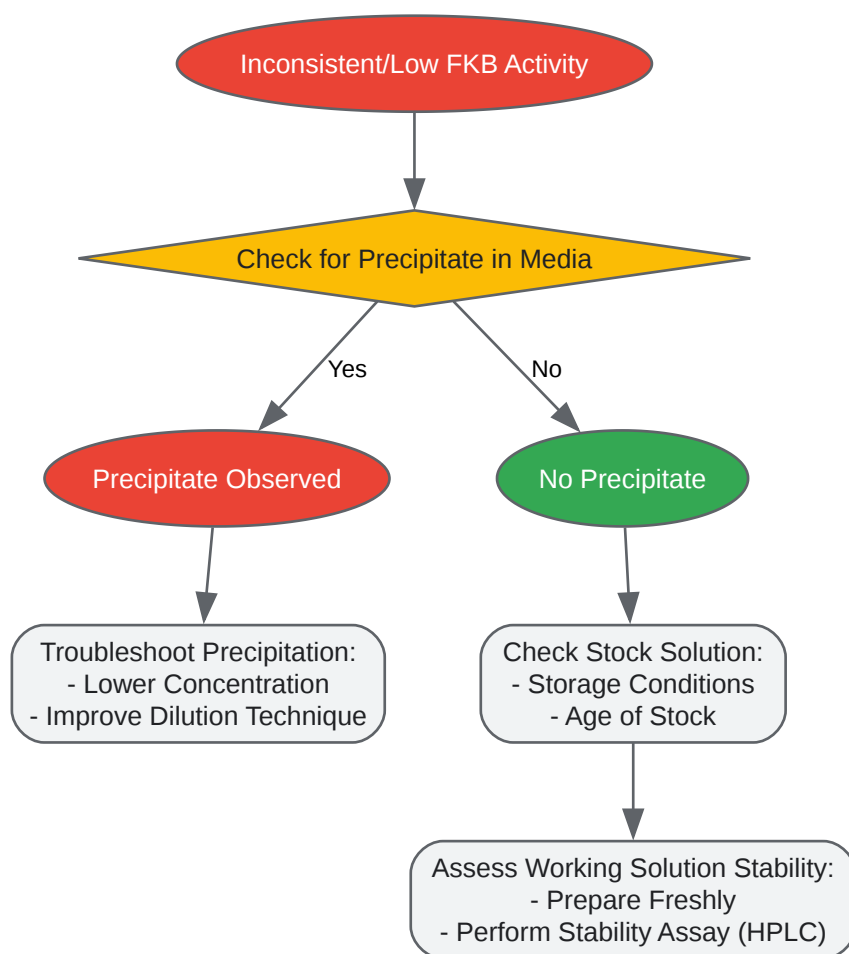 Inconsistent/Low FKB Activity
Check for Precipitate in Media
Yes
No
Precipitate Observed
No Precipitate
Troubleshoot Precipitation:
- Lower Concentration
- Improve Dilution Technique
Check Stock Solution:
- Storage Conditions
- Age of Stock
Assess Working Solution Stability:
- Prepare Freshly
- Perform Stability Assay (HPLC)